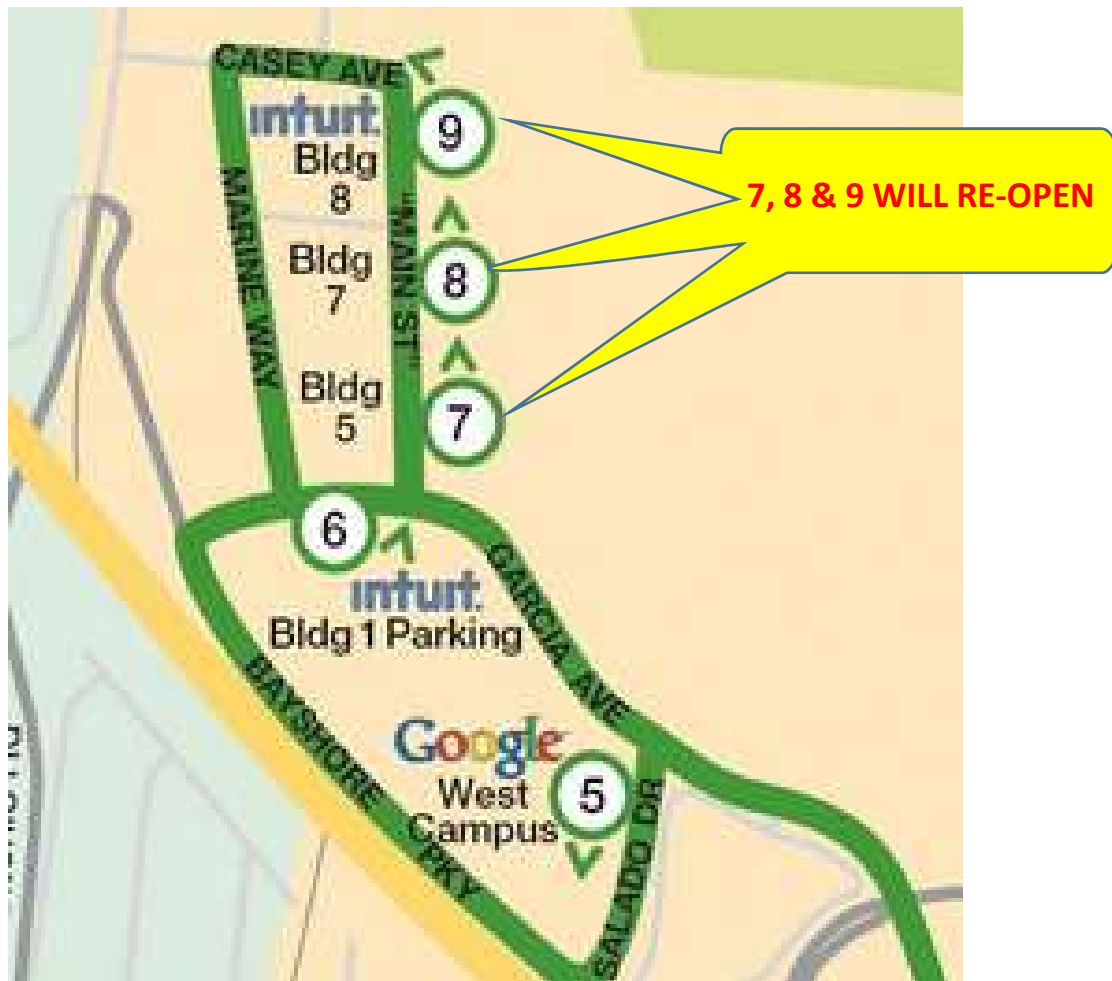 CASEY AVE
intuit.
Bldg
8
9
7, 8 & 9 WILL RE-OPEN
MARINE WAY
"MAIN ST"
Bldg
7
8
Bldg
5
7
6
intuit.
Bldg 1 Parking
GARCIA AVE
BAYSHORE PKY
Google
West
Campus
5
SALADO DR